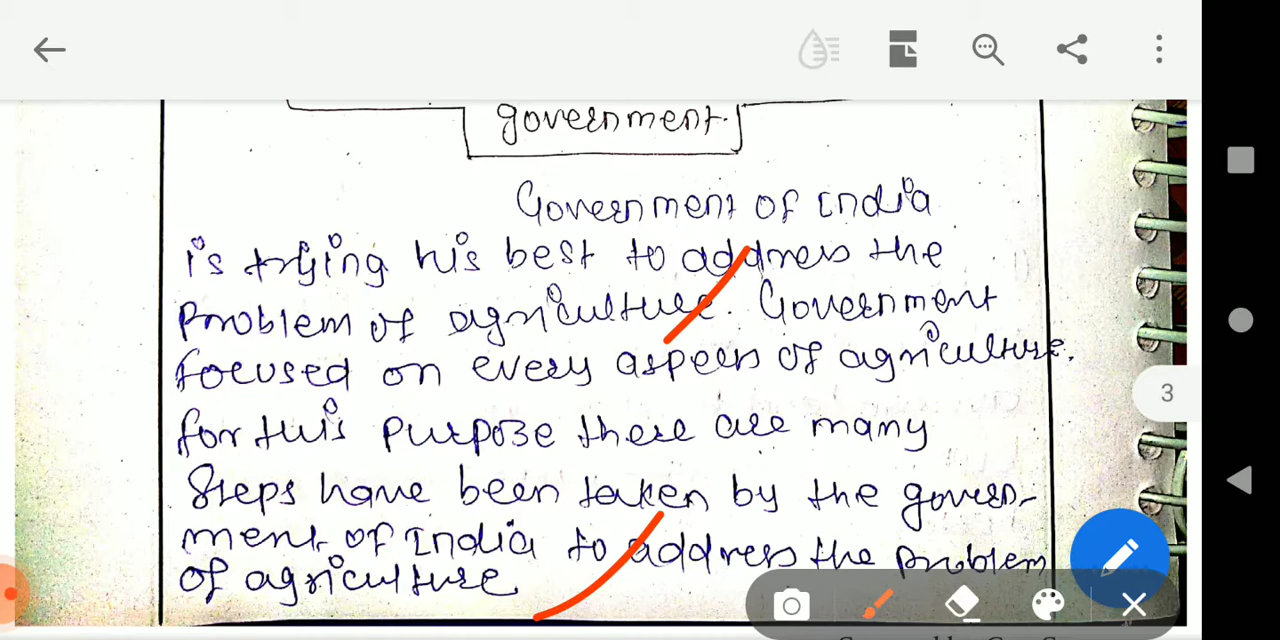 government.
Government of India
is trying his best to address the
problem of agriculture. Government
focused on every aspects of agriculture.
for this purpose there are many
steps have been taken by the govern-
ment of India to address the problem
of agriculture
3